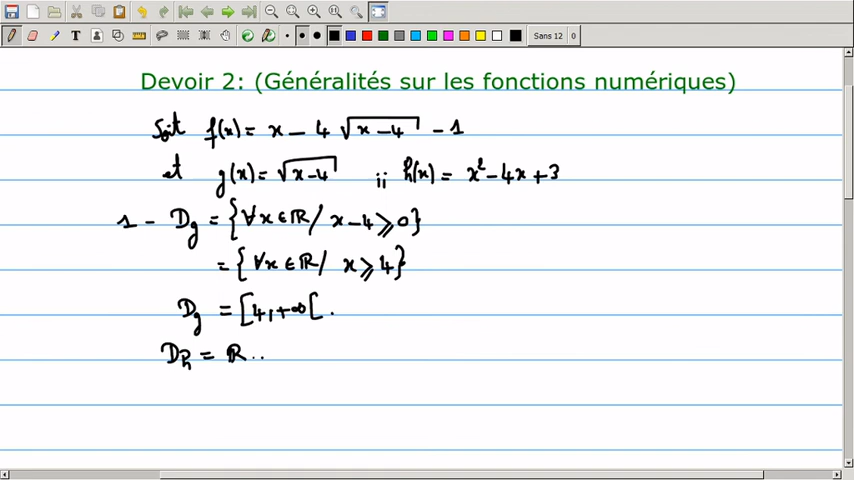 Sans 12
0
Devoir 2: (Généralités sur les fonctions numériques)
Soit f(x) = x - 4 √(x-4) - 1
et g(x) = √(x-4) ;; h(x) = x² - 4x + 3
1 - Dg = {∀x∈ℝ / x-4 ⩾ 0}
= {∀x∈ℝ / x ⩾ 4}
Dg = [4, +∞[ .
Dh = ℝ ..